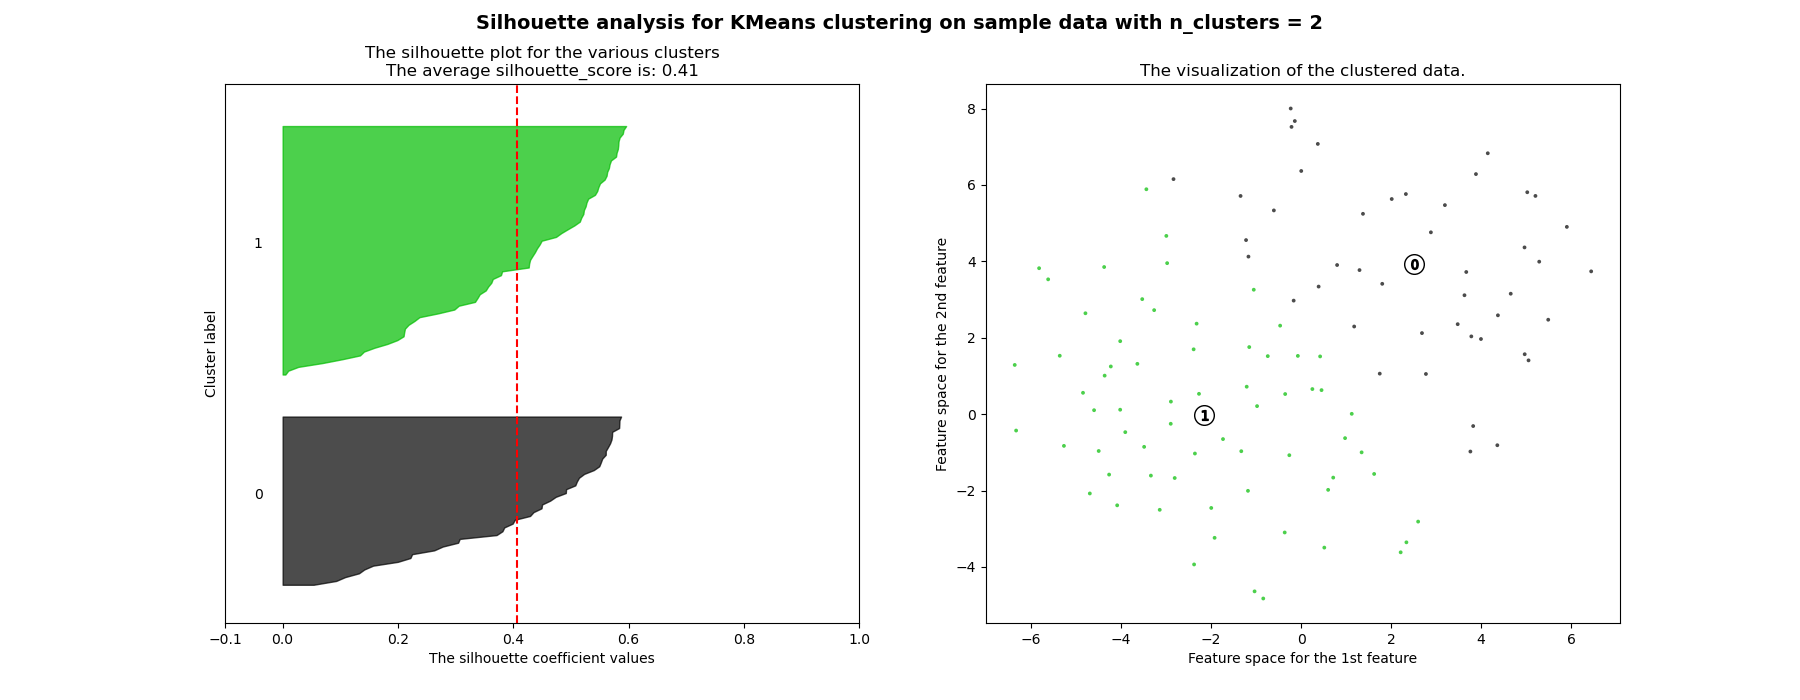 Silhouette analysis for KMeans clustering on sample data with n_clusters = 2
The silhouette plot for the various clusters
The average silhouette_score is: 0.41
Cluster label
1
0
−0.1 0.0 0.2 0.4 0.6 0.8 1.0
The silhouette coefficient values
The visualization of the clustered data.
Feature space for the 2nd feature
8
6
4
2
0
−2
−4
0
1
−6 −4 −2 0 2 4 6
Feature space for the 1st feature